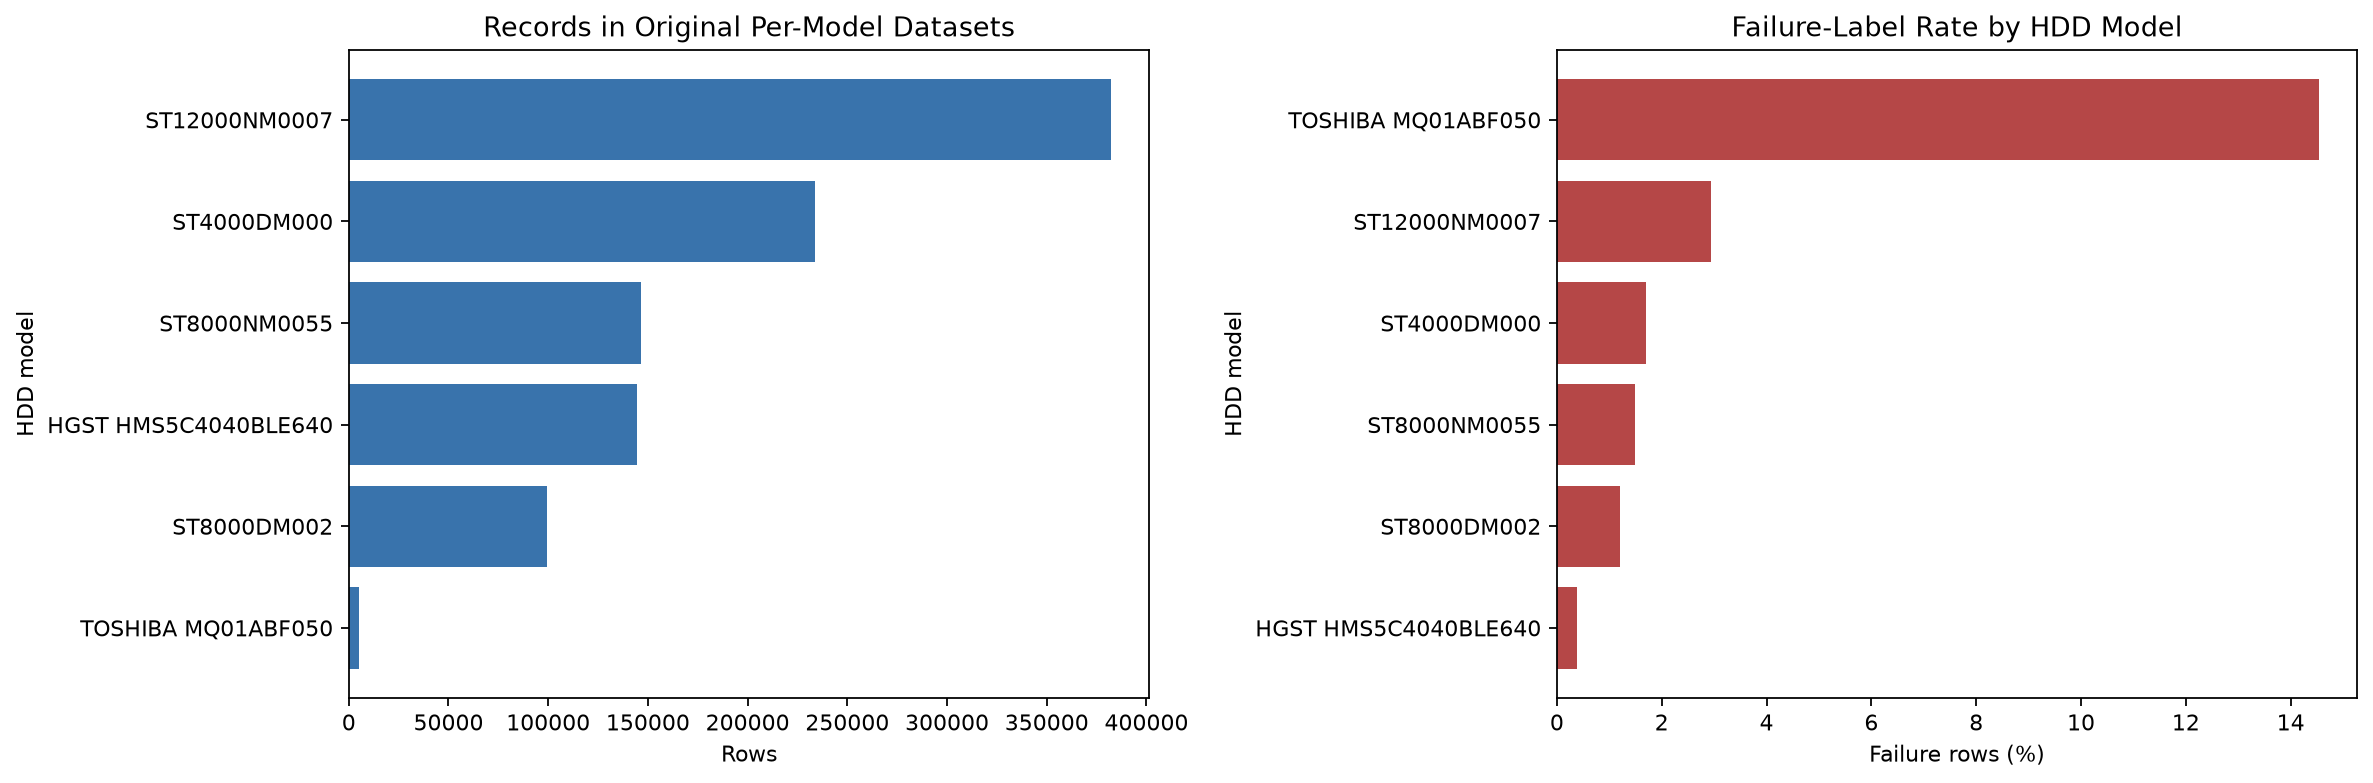 Records in Original Per-Model Datasets
HDD model
ST12000NM0007
ST4000DM000
ST8000NM0055
HGST HMS5C4040BLE640
ST8000DM002
TOSHIBA MQ01ABF050
0 50000 100000 150000 200000 250000 300000 350000 400000
Rows
Failure-Label Rate by HDD Model
HDD model
TOSHIBA MQ01ABF050
ST12000NM0007
ST4000DM000
ST8000NM0055
ST8000DM002
HGST HMS5C4040BLE640
0 2 4 6 8 10 12 14
Failure rows (%)